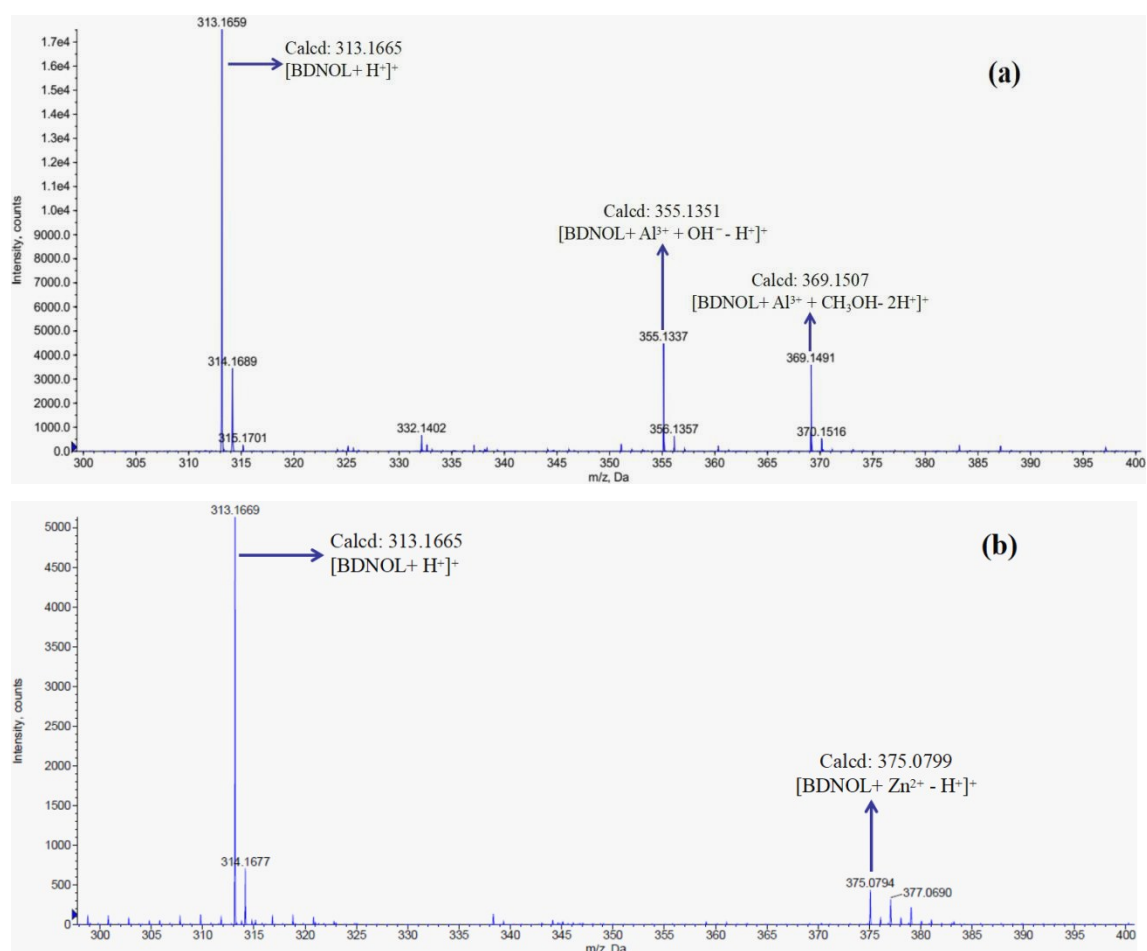 313.1659
1.7e4
1.6e4
1.5e4
1.4e4
1.3e4
1.2e4
1.1e4
1.0e4
9000.0
8000.0
7000.0
6000.0
5000.0
4000.0
3000.0
2000.0
1000.0
0.0
Intensity, counts
Calcd: 313.1665
[BDNOL+ H⁺]⁺
(a)
Calcd: 355.1351
[BDNOL+ Al³⁺ + OH⁻ - H⁺]⁺
Calcd: 369.1507
[BDNOL+ Al³⁺ + CH₃OH- 2H⁺]⁺
355.1337
369.1491
314.1689
315.1701
332.1402
356.1357
370.1516
300 305 310 315 320 325 330 335 340 345 350 355 360 365 370 375 380 385 390 395 400
m/z, Da
313.1669
5000
4500
4000
3500
3000
2500
2000
1500
1000
500
0
Intensity, counts
Calcd: 313.1665
[BDNOL+ H⁺]⁺
(b)
Calcd: 375.0799
[BDNOL+ Zn²⁺ - H⁺]⁺
314.1677
375.0794
377.0690
300 305 310 315 320 325 330 335 340 345 350 355 360 365 370 375 380 385 390 395 400
m/z, Da